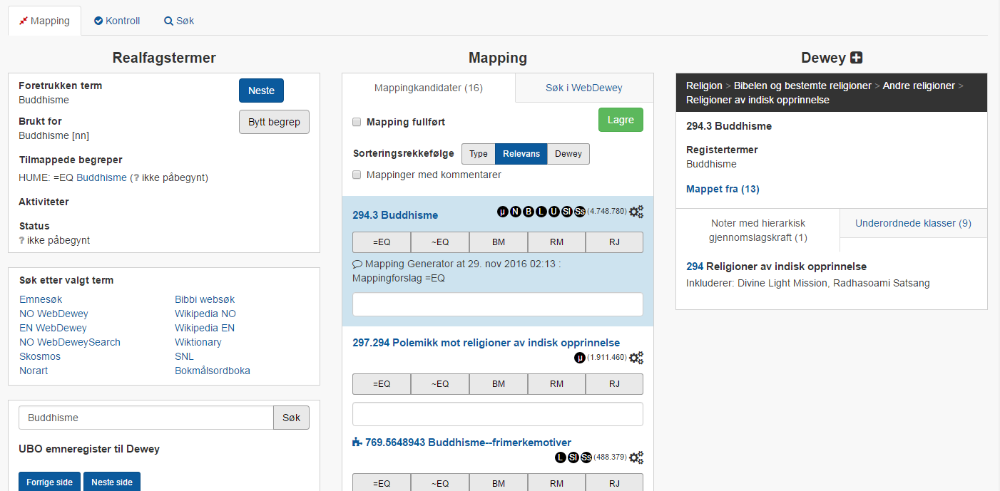 Mapping
Kontroll
Søk
Realfagstermer
Foretrukken term
Buddhisme
Neste
Brukt for
Buddhisme [nn]
Bytt begrep
Tilmappede begreper
HUME: =EQ Buddhisme (? ikke påbegynt)
Aktiviteter
Status
? ikke påbegynt
Søk etter valgt term
Emnesøk
NO WebDewey
EN WebDewey
NO WebDeweySearch
Skosmos
Norart
Bibbi websøk
Wikipedia NO
Wikipedia EN
Wiktionary
SNL
Bokmålsordboka
Buddhisme
Søk
UBO emneregister til Dewey
Forrige side
Neste side
Mapping
Mappingkandidater (16)
Søk i WebDewey
Mapping fullført
Lagre
Sorteringsrekkefølge
Type
Relevans
Dewey
Mappinger med kommentarer
294.3 Buddhisme
µ N B L U Sl Ss (4.748.780)
=EQ
~EQ
BM
RM
RJ
Mapping Generator at 29. nov 2016 02:13 :
Mappingforslag =EQ
297.294 Polemikk mot religioner av indisk opprinnelse
µ (1.911.460)
=EQ
~EQ
BM
RM
RJ
769.5648943 Buddhisme--frimerkemotiver
L Sl Ss (488.379)
=EQ
~EQ
BM
RM
RJ
Dewey
Religion > Bibelen og bestemte religioner > Andre religioner >
Religioner av indisk opprinnelse
294.3 Buddhisme
Registertermer
Buddhisme
Mappet fra (13)
Noter med hierarkisk
gjennomslagskraft (1)
Underordnede klasser (9)
294 Religioner av indisk opprinnelse
Inkluderer: Divine Light Mission, Radhasoami Satsang